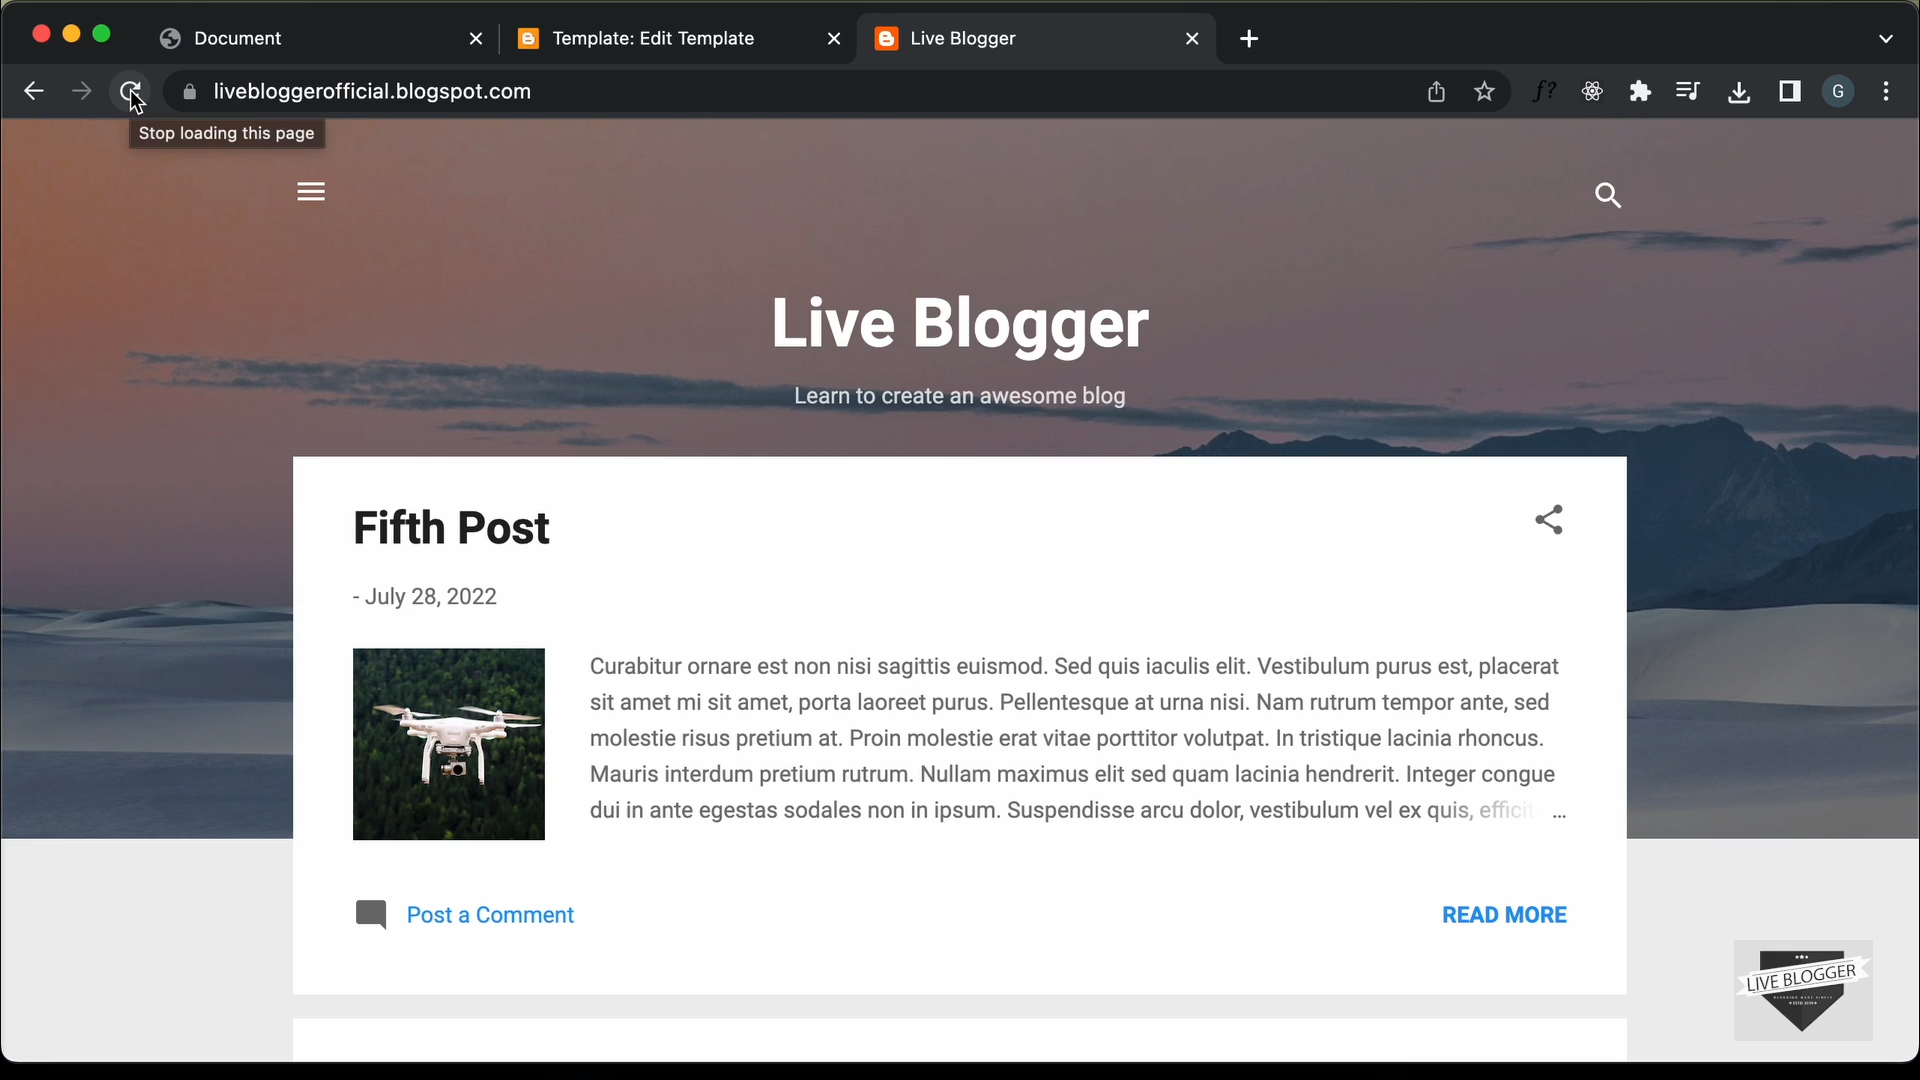 Document
Template: Edit Template
Live Blogger
livebloggerofficial.blogspot.com
f?
G
Stop loading this page
Live Blogger
Learn to create an awesome blog
Fifth Post
- July 28, 2022
Curabitur ornare est non nisi sagittis euismod. Sed quis iaculis elit. Vestibulum purus est, placerat
sit amet mi sit amet, porta laoreet purus. Pellentesque at urna nisi. Nam rutrum tempor ante, sed
molestie risus pretium at. Proin molestie erat vitae porttitor volutpat. In tristique lacinia rhoncus.
Mauris interdum pretium rutrum. Nullam maximus elit sed quam lacinia hendrerit. Integer congue
dui in ante egestas sodales non in ipsum. Suspendisse arcu dolor, vestibulum vel ex quis, efficit ...
Post a Comment
READ MORE
LIVE BLOGGER